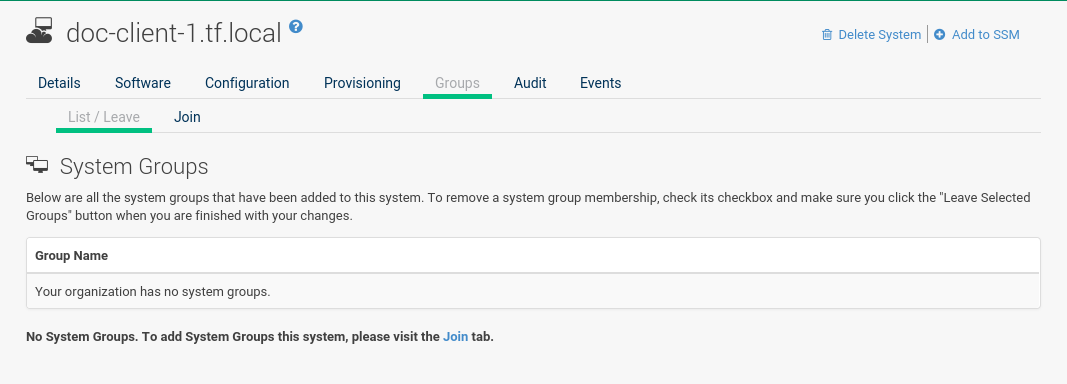 doc-client-1.tf.local ?
Delete System | Add to SSM
Details Software Configuration Provisioning Groups Audit Events
List / Leave Join
System Groups
Below are all the system groups that have been added to this system. To remove a system group membership, check its checkbox and make sure you click the "Leave Selected
Groups" button when you are finished with your changes.
Group Name
Your organization has no system groups.
No System Groups. To add System Groups this system, please visit the Join tab.